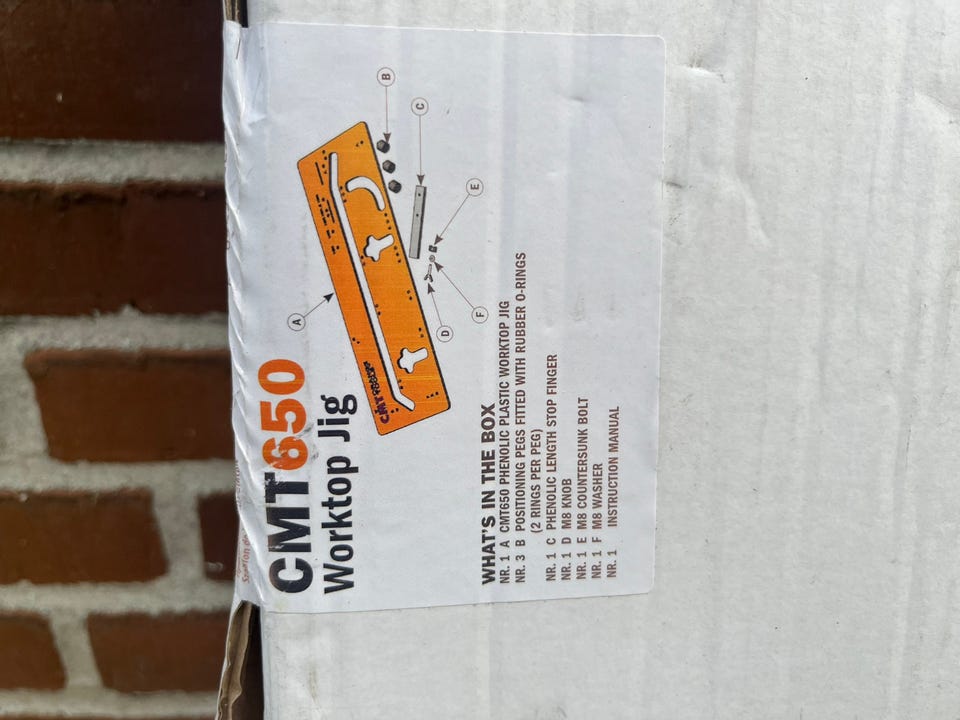 CMT650
Worktop Jig
A
B
C
D
E
F
WHAT'S IN THE BOX
NR. 1 A CMT650 PHENOLIC PLASTIC WORKTOP JIG
NR. 3 B POSITIONING PEGS FITTED WITH RUBBER O-RINGS
(2 RINGS PER PEG)
NR. 1 C PHENOLIC LENGTH STOP FINGER
NR. 1 D M8 KNOB
NR. 1 E M8 COUNTERSUNK BOLT
NR. 1 F M8 WASHER
NR. 1 INSTRUCTION MANUAL